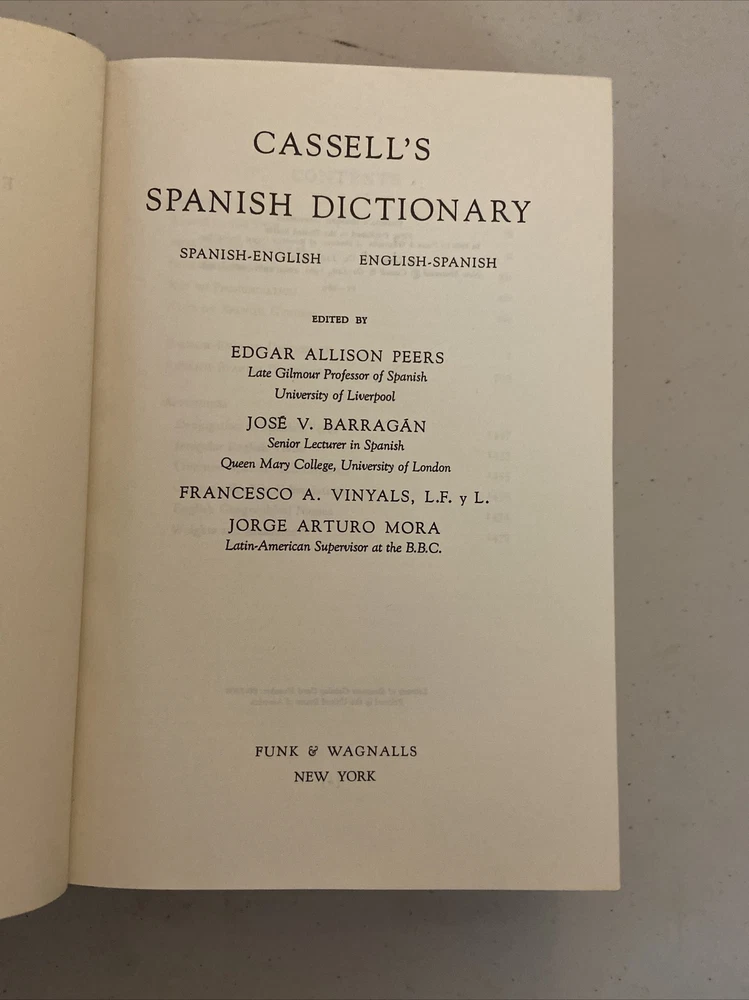 CASSELL'S
SPANISH DICTIONARY
SPANISH-ENGLISH ENGLISH-SPANISH
EDITED BY
EDGAR ALLISON PEERS
Late Gilmour Professor of Spanish
University of Liverpool
JOSÉ V. BARRAGÁN
Senior Lecturer in Spanish
Queen Mary College, University of London
FRANCESCO A. VINYALS, L.F. y L.
JORGE ARTURO MORA
Latin-American Supervisor at the B.B.C.
FUNK & WAGNALLS
NEW YORK